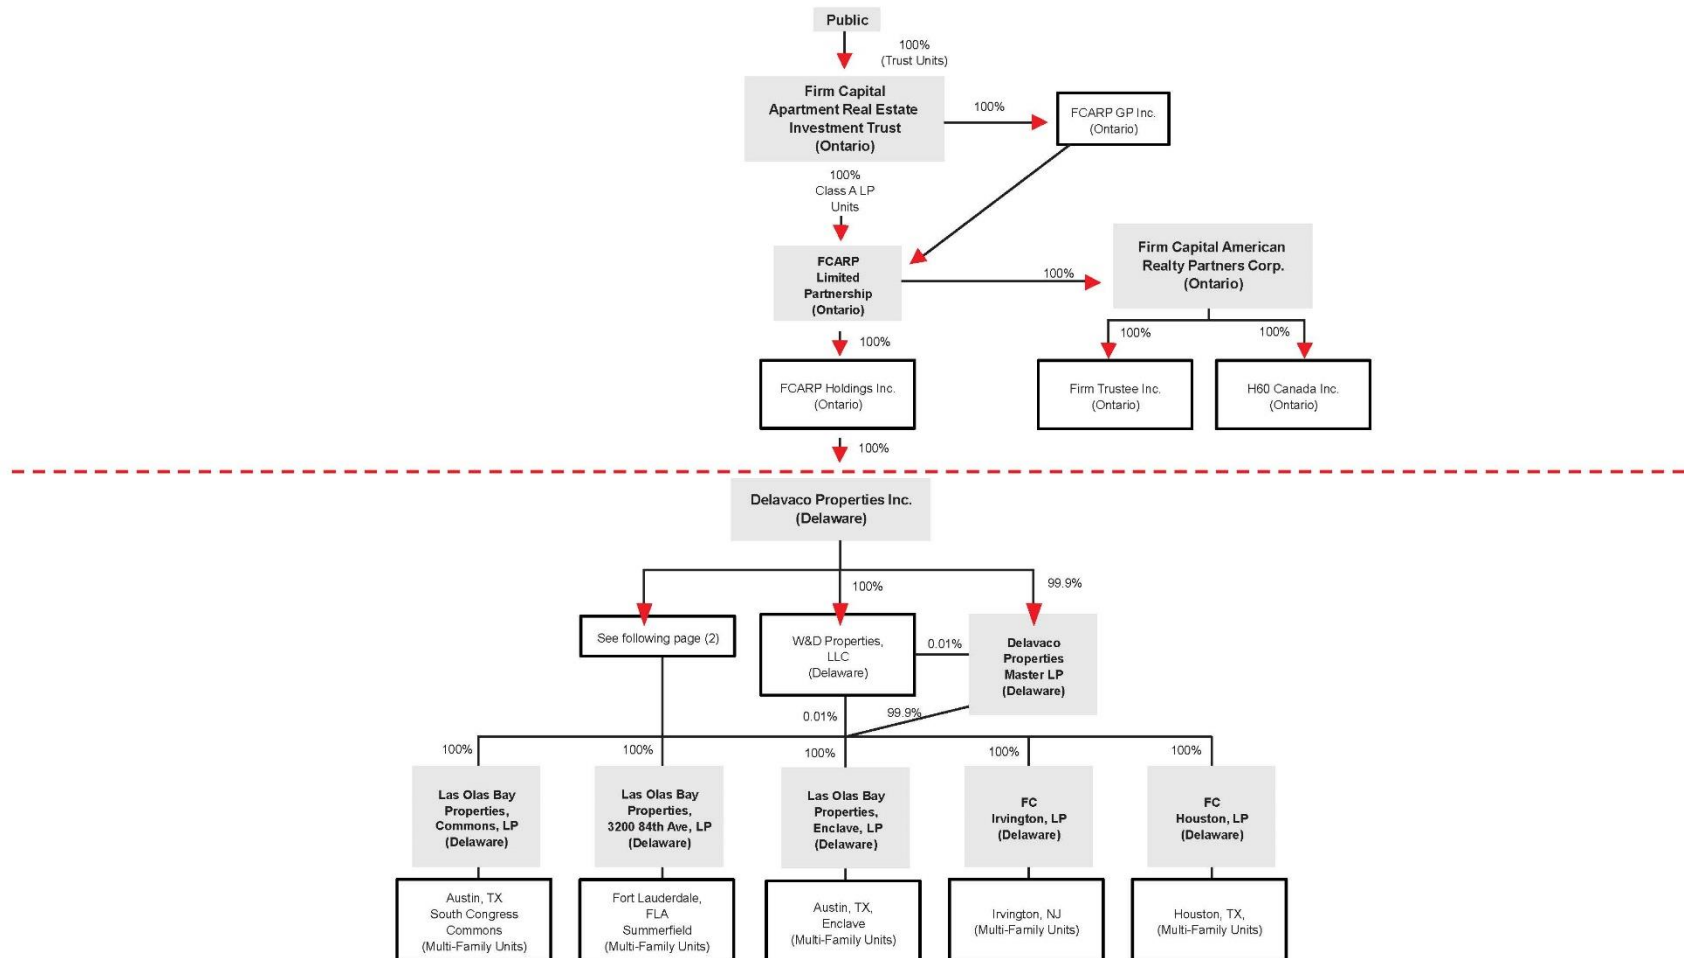 Public
100%
(Trust Units)
Firm Capital
Apartment Real Estate
Investment Trust
(Ontario)
100%
FCARP GP Inc.
(Ontario)
100%
Class A LP
Units
FCARP
Limited
Partnership
(Ontario)
100%
Firm Capital American
Realty Partners Corp.
(Ontario)
100%
100%
100%
FCARP Holdings Inc.
(Ontario)
Firm Trustee Inc.
(Ontario)
H60 Canada Inc.
(Ontario)
100%
Delavaco Properties Inc.
(Delaware)
100%
99.9%
See following page (2)
W&D Properties,
LLC
(Delaware)
0.01%
Delavaco
Properties
Master LP
(Delaware)
0.01%
99.9%
100%
100%
100%
100%
100%
Las Olas Bay
Properties,
Commons, LP
(Delaware)
Las Olas Bay
Properties,
3200 84th Ave, LP
(Delaware)
Las Olas Bay
Properties,
Enclave, LP
(Delaware)
FC
Irvington, LP
(Delaware)
FC
Houston, LP
(Delaware)
Austin, TX
South Congress
Commons
(Multi-Family Units)
Fort Lauderdale,
FLA
Summerfield
(Multi-Family Units)
Austin, TX,
Enclave
(Multi-Family Units)
Irvington, NJ
(Multi-Family Units)
Houston, TX,
(Multi-Family Units)